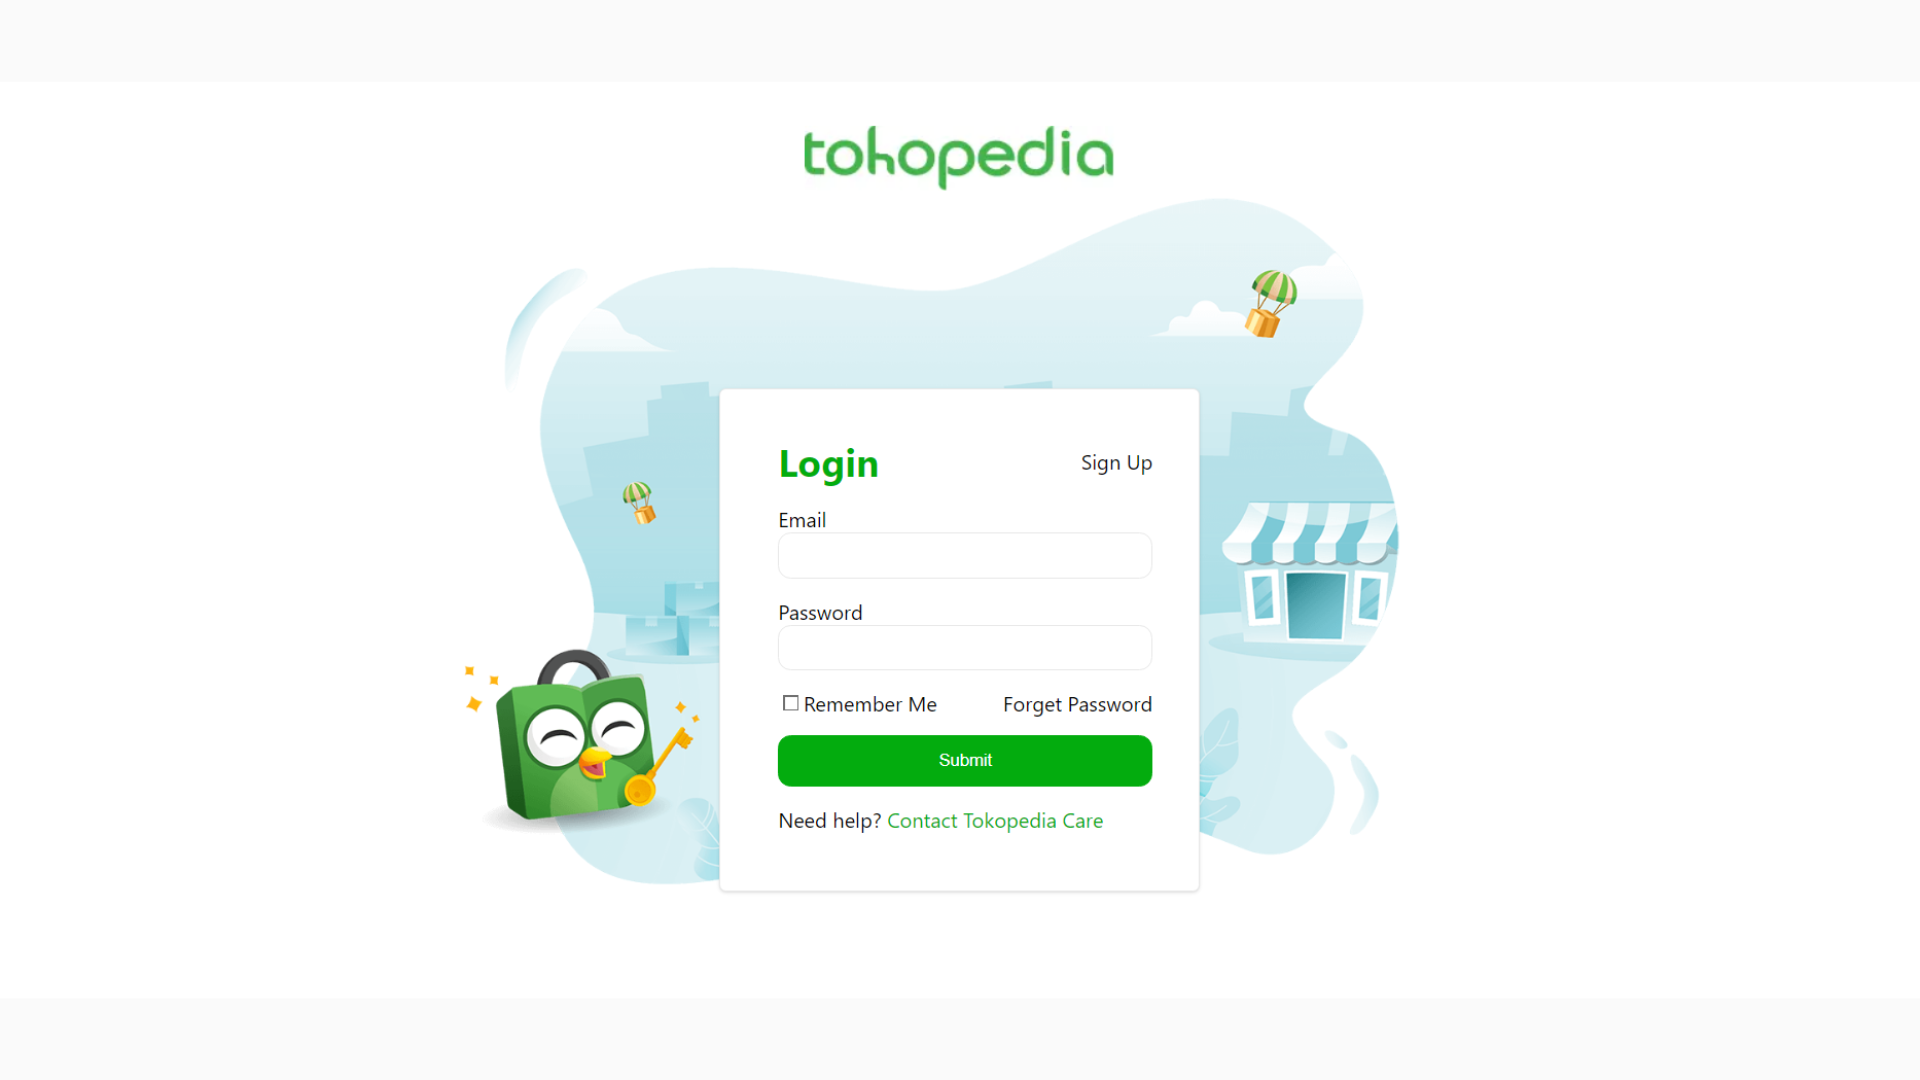 tokopedia
Login
Sign Up
Email
Password
Remember Me
Forget Password
Submit
Need help? Contact Tokopedia Care